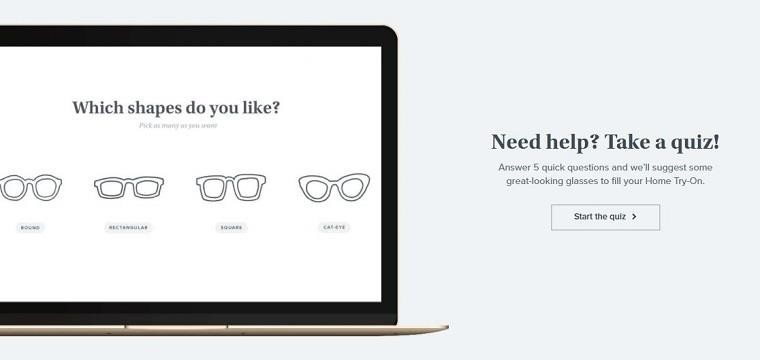 Which shapes do you like?
Pick as many as you want
ROUND
RECTANGULAR
SQUARE
CAT-EYE
Need help? Take a quiz!
Answer 5 quick questions and we'll suggest some
great-looking glasses to fill your Home Try-On.
Start the quiz